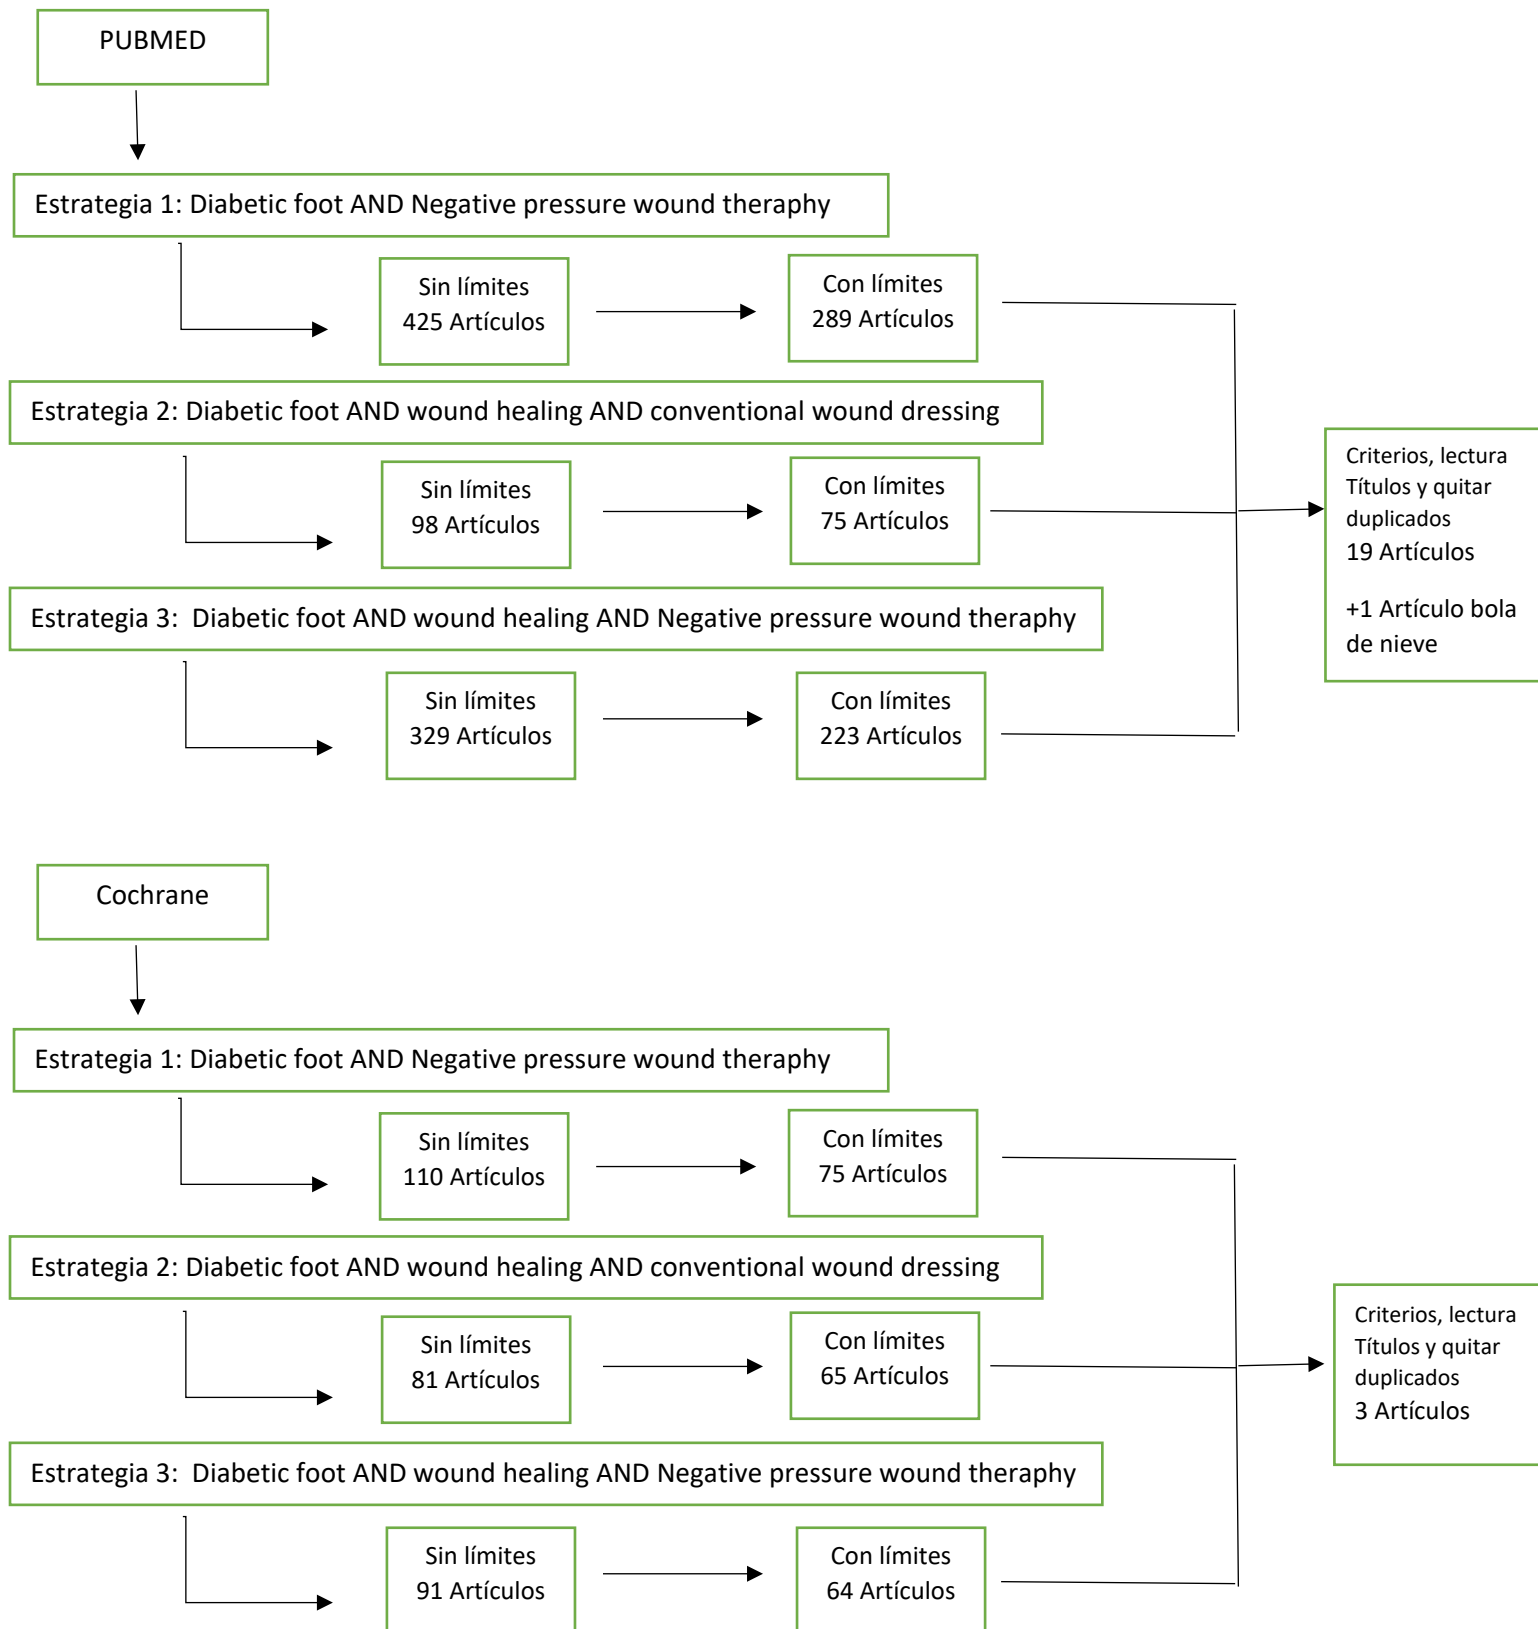 PUBMED
Estrategia 1: Diabetic foot AND Negative pressure wound theraphy
Sin límites
425 Artículos
Con límites
289 Artículos
Estrategia 2: Diabetic foot AND wound healing AND conventional wound dressing
Sin límites
98 Artículos
Con límites
75 Artículos
Estrategia 3: Diabetic foot AND wound healing AND Negative pressure wound theraphy
Sin límites
329 Artículos
Con límites
223 Artículos
Criterios, lectura
Títulos y quitar
duplicados
19 Artículos
+1 Artículo bola
de nieve
Cochrane
Estrategia 1: Diabetic foot AND Negative pressure wound theraphy
Sin límites
110 Artículos
Con límites
75 Artículos
Estrategia 2: Diabetic foot AND wound healing AND conventional wound dressing
Sin límites
81 Artículos
Con límites
65 Artículos
Estrategia 3: Diabetic foot AND wound healing AND Negative pressure wound theraphy
Sin límites
91 Artículos
Con límites
64 Artículos
Criterios, lectura
Títulos y quitar
duplicados
3 Artículos